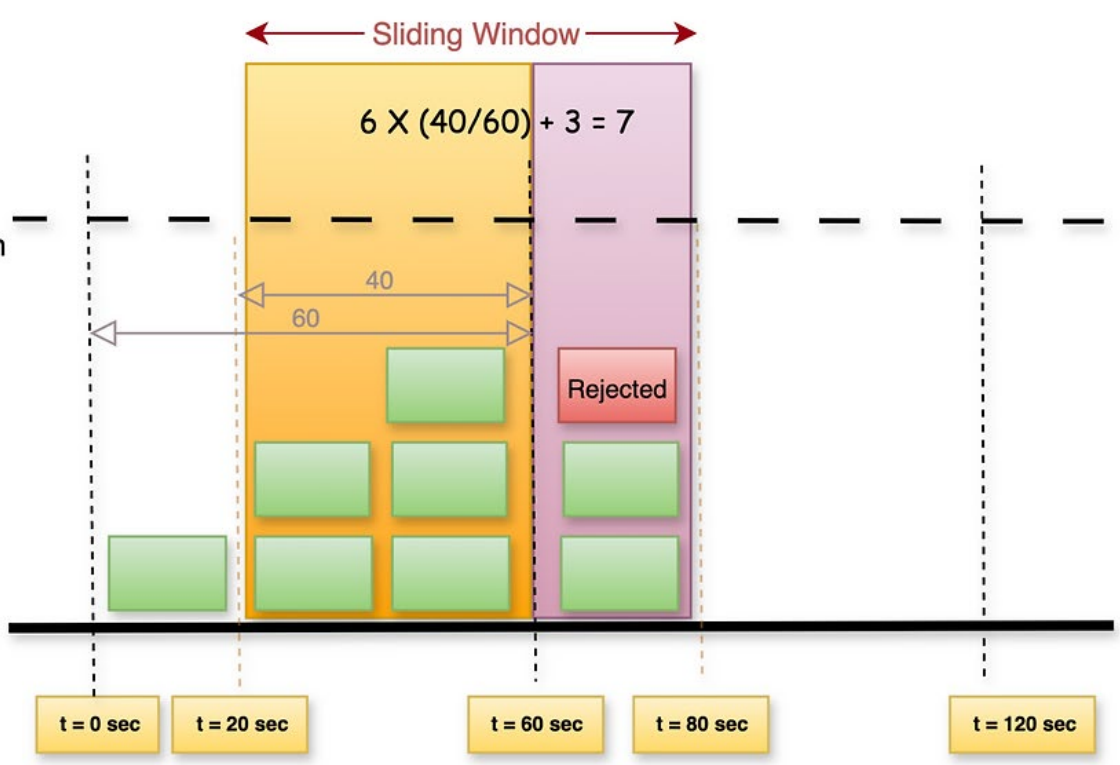 Sliding Window
6 X (40/60) + 3 = 7
40
60
Rejected
t = 0 sec
t = 20 sec
t = 60 sec
t = 80 sec
t = 120 sec